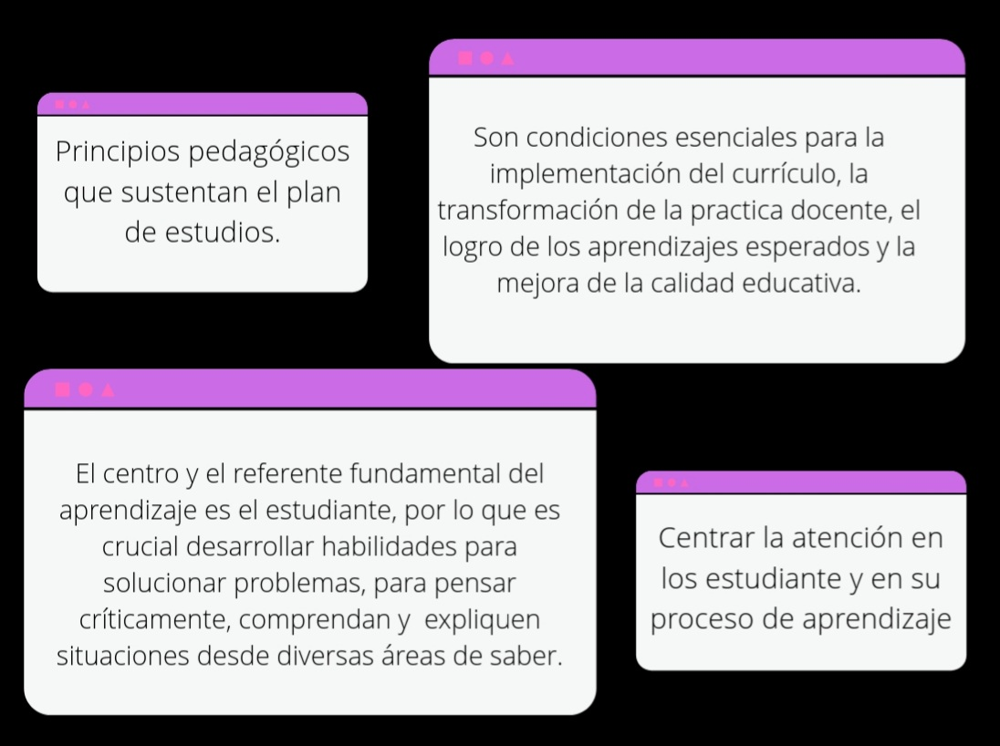 Principios pedagógicos
que sustentan el plan
de estudios.
Son condiciones esenciales para la
implementación del currículo, la
transformación de la practica docente, el
logro de los aprendizajes esperados y la
mejora de la calidad educativa.
El centro y el referente fundamental del
aprendizaje es el estudiante, por lo que es
crucial desarrollar habilidades para
solucionar problemas, para pensar
críticamente, comprendan y  expliquen
situaciones desde diversas áreas de saber.
Centrar la atención en
los estudiante y en su
proceso de aprendizaje